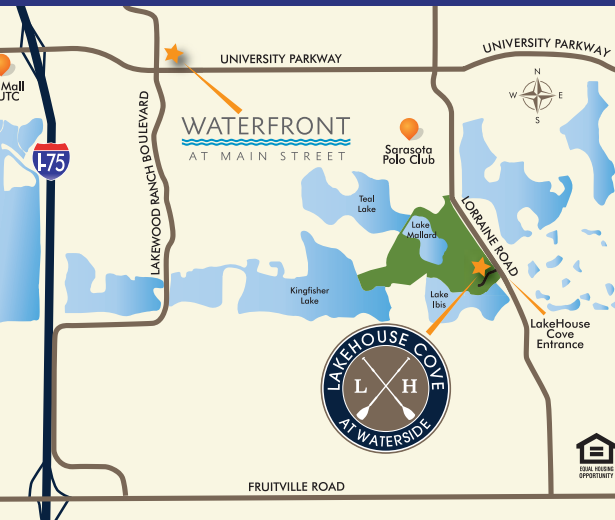 UNIVERSITY PARKWAY
UNIVERSITY PARKWAY
Mall
UTC
N
W
E
S
LAKEWOOD RANCH BOULEVARD
WATERFRONT
AT MAIN STREET
Sarasota
Polo Club
I-75
Teal
Lake
Lake
Mallard
LORRAINE ROAD
Kingfisher
Lake
Lake
Ibis
LakeHouse
Cove
Entrance
LAKEHOUSE COVE
L H
AT WATERSIDE
EQUAL HOUSING
OPPORTUNITY
FRUITVILLE ROAD